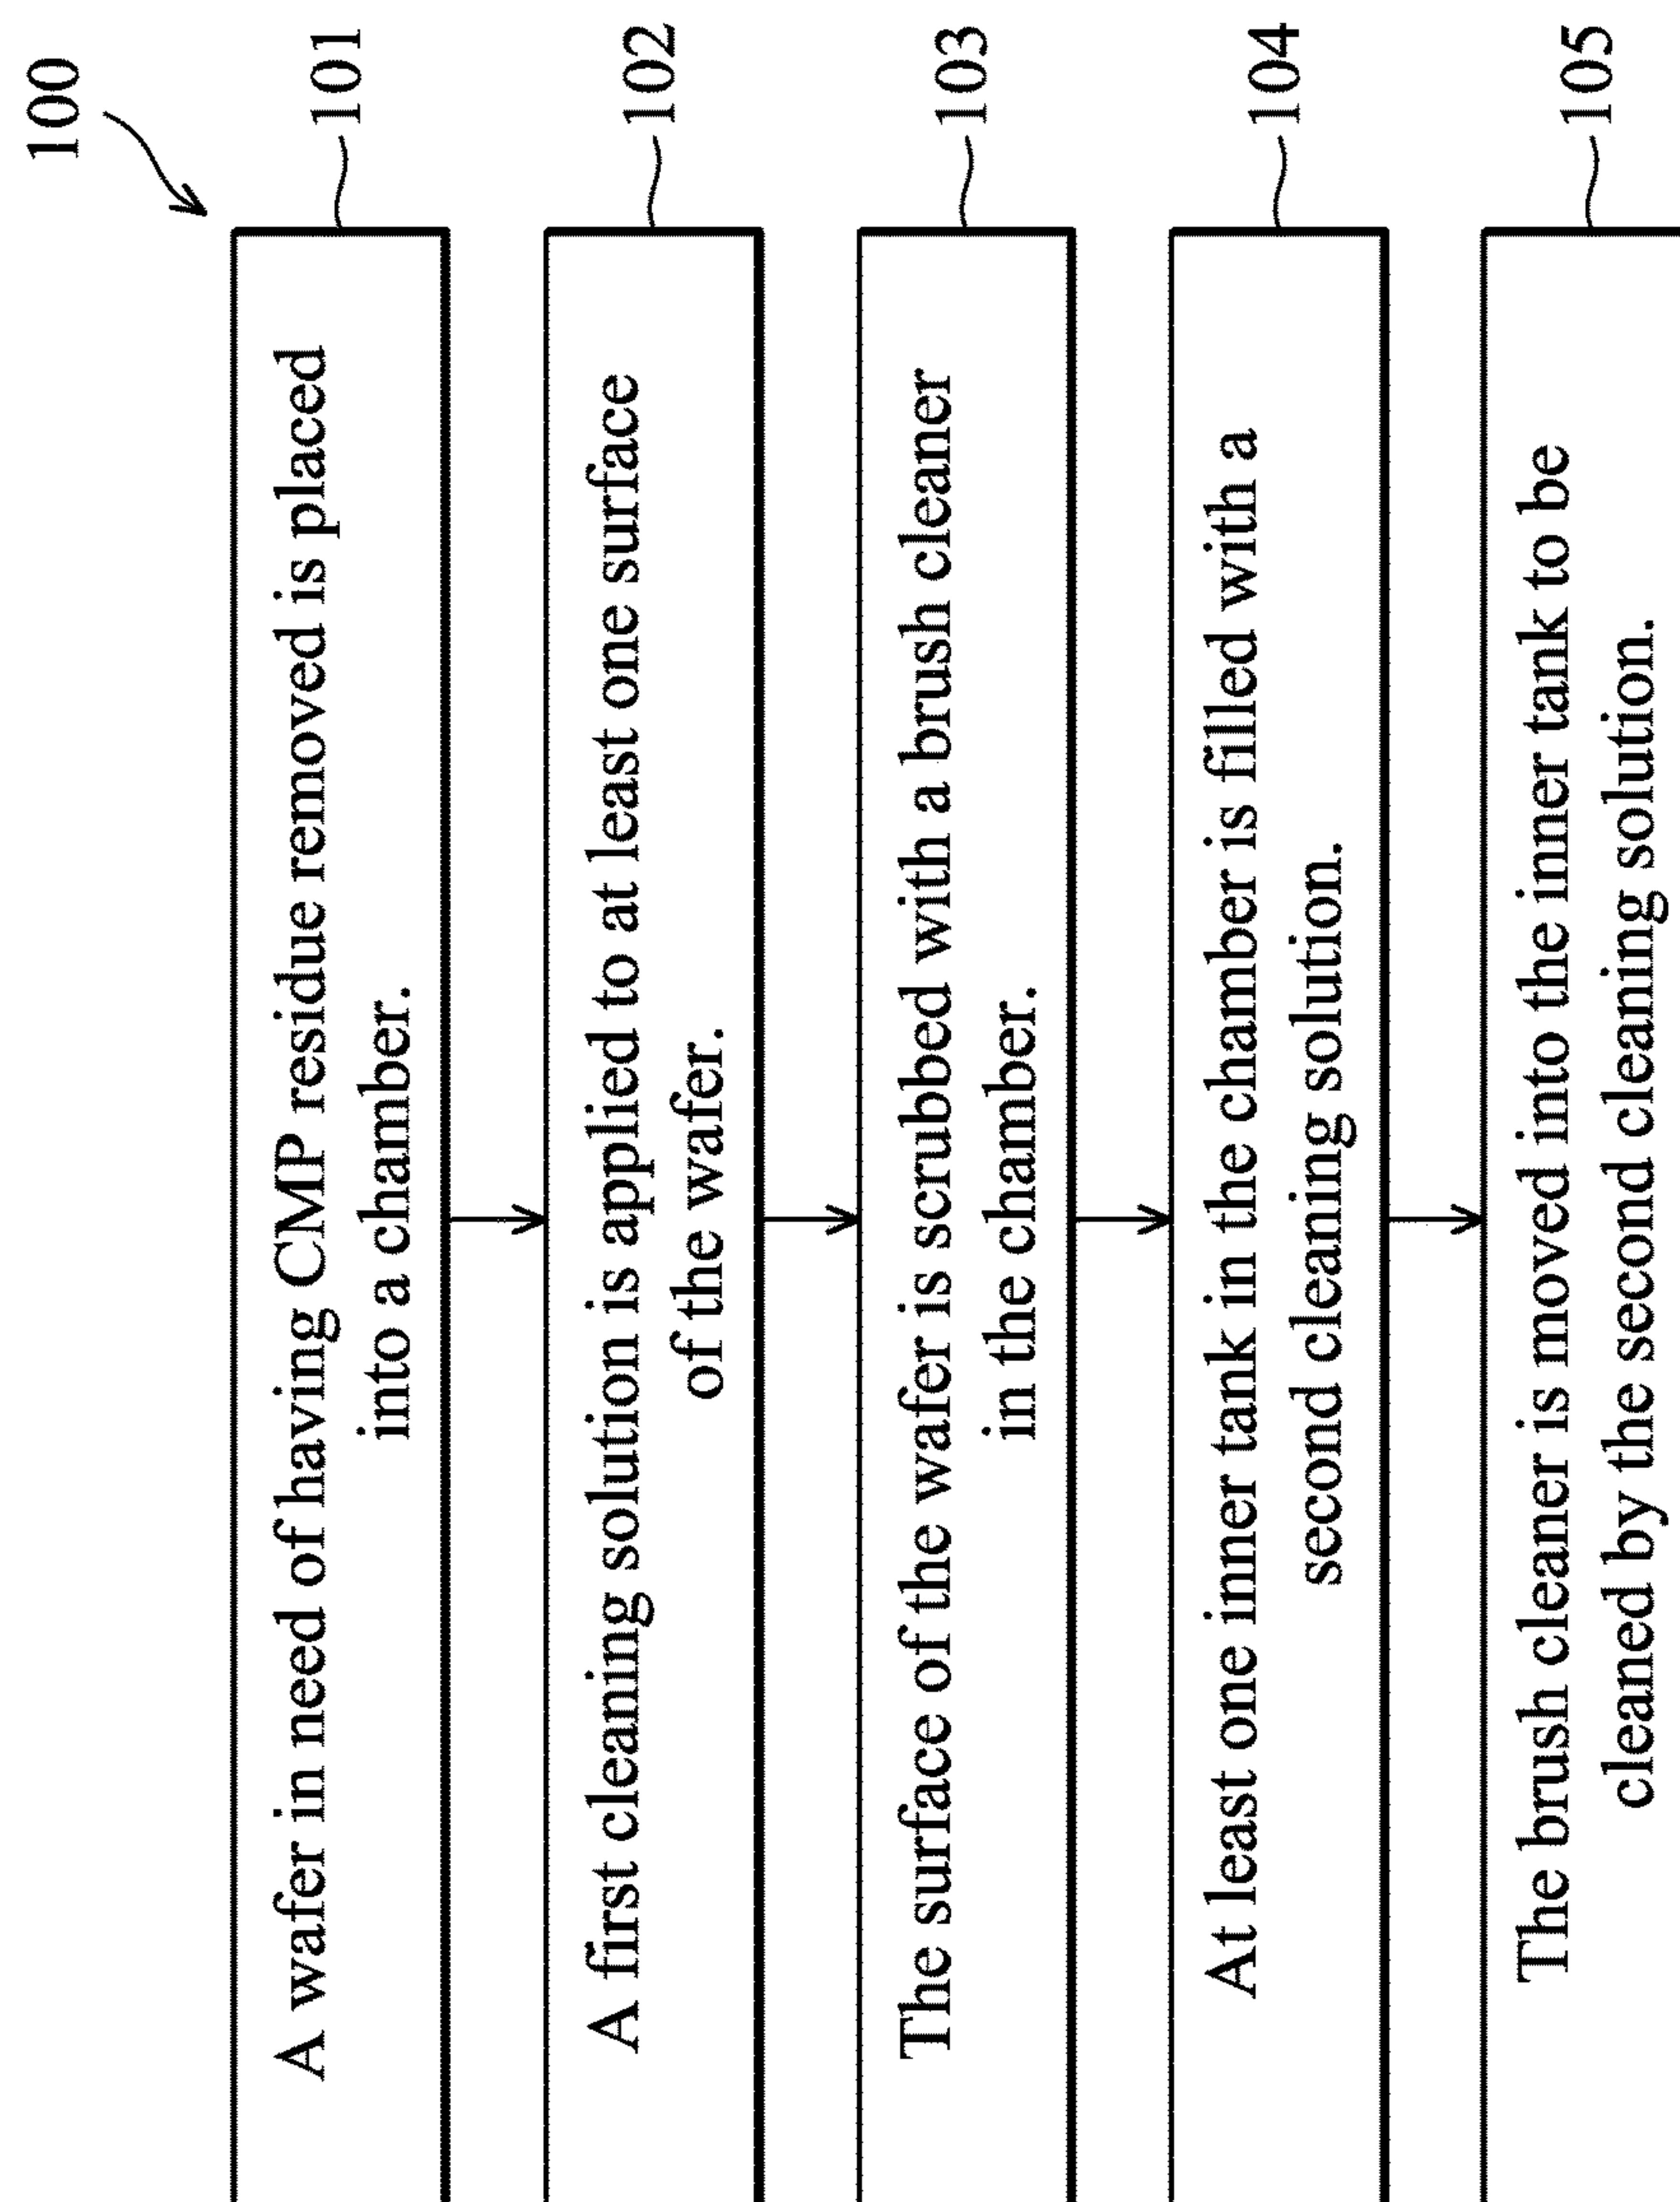 100
A wafer in need of having CMP residue removed is placed
into a chamber.
101
A first cleaning solution is applied to at least one surface
of the wafer.
102
The surface of the wafer is scrubbed with a brush cleaner
in the chamber.
103
At least one inner tank in the chamber is filled with a
second cleaning solution.
104
The brush cleaner is moved into the inner tank to be
cleaned by the second cleaning solution.
105